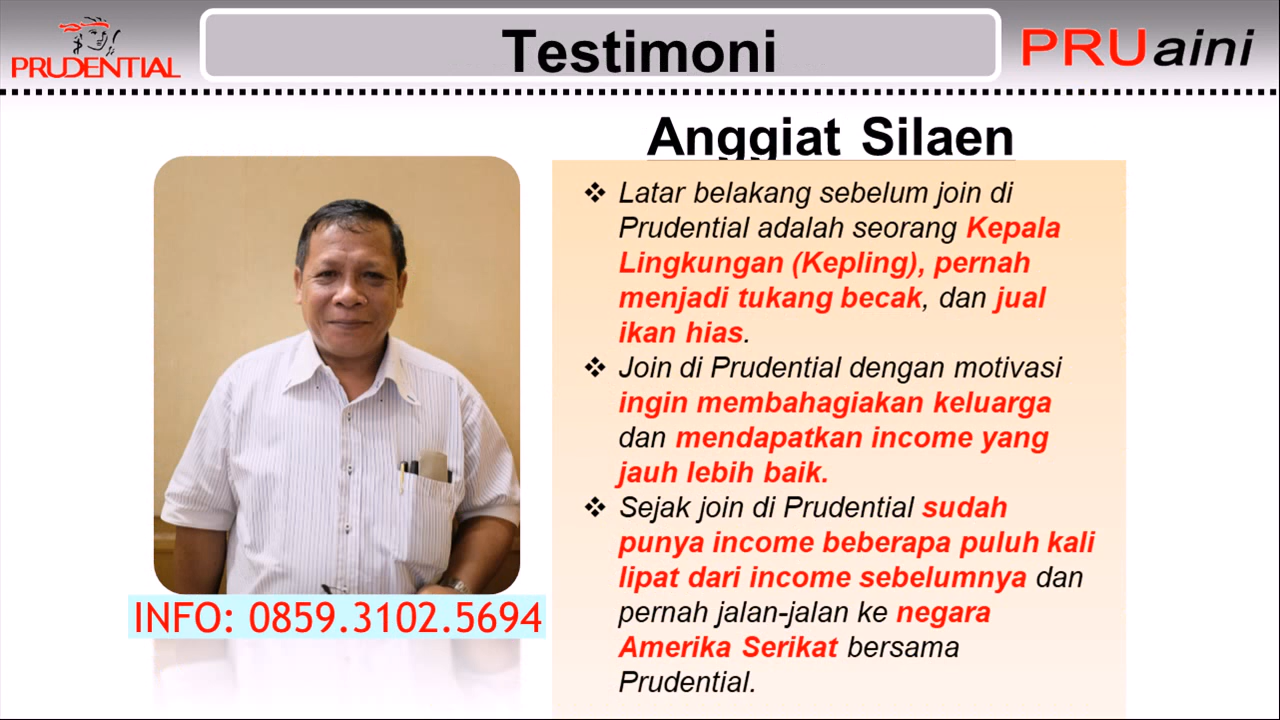 PRUDENTIAL
Testimoni
PRUaini
Anggiat Silaen
❖ Latar belakang sebelum join di
Prudential adalah seorang Kepala
Lingkungan (Kepling), pernah
menjadi tukang becak, dan jual
ikan hias.
❖ Join di Prudential dengan motivasi
ingin membahagiakan keluarga
dan mendapatkan income yang
jauh lebih baik.
❖ Sejak join di Prudential sudah
punya income beberapa puluh kali
lipat dari income sebelumnya dan
pernah jalan-jalan ke negara
Amerika Serikat bersama
Prudential.
INFO: 0859.3102.5694